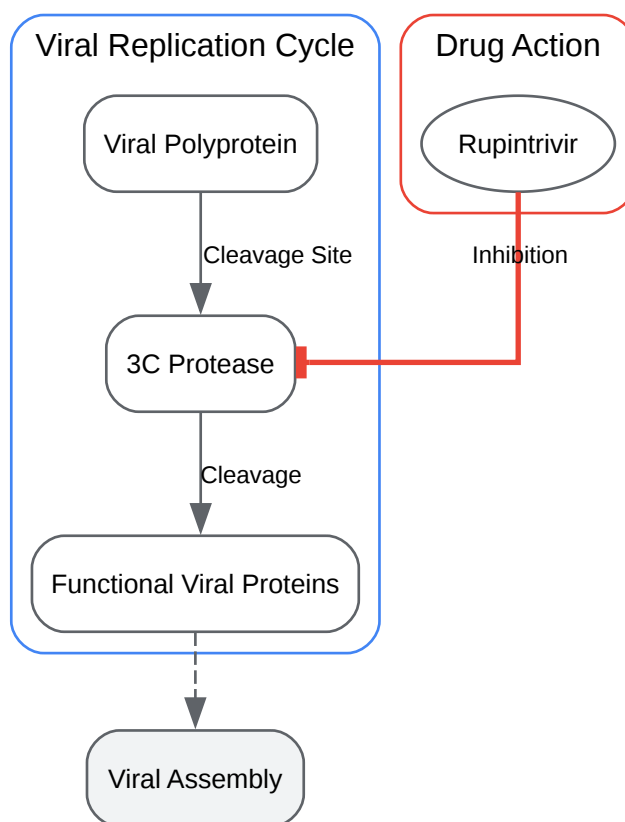 Viral Replication Cycle
Drug Action
Viral Polyprotein
Rupintrivir
Cleavage Site
Inhibition
3C Protease
Cleavage
Functional Viral Proteins
Viral Assembly